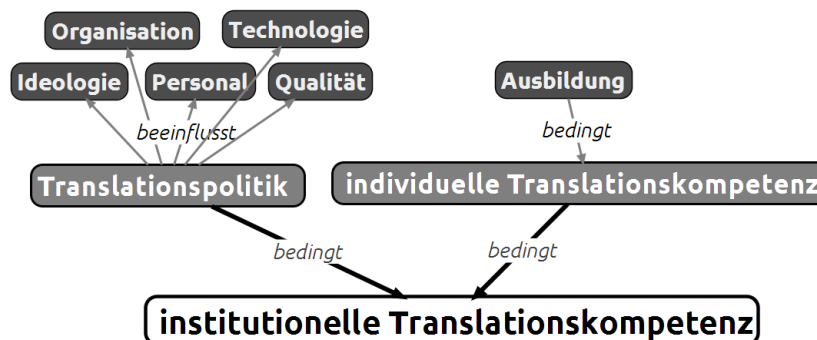 Organisation
Technologie
Ideologie
Personal
Qualität
Ausbildung
beeinflusst
bedingt
Translationspolitik
individuelle Translationskompetenz
bedingt
bedingt
institutionelle Translationskompetenz